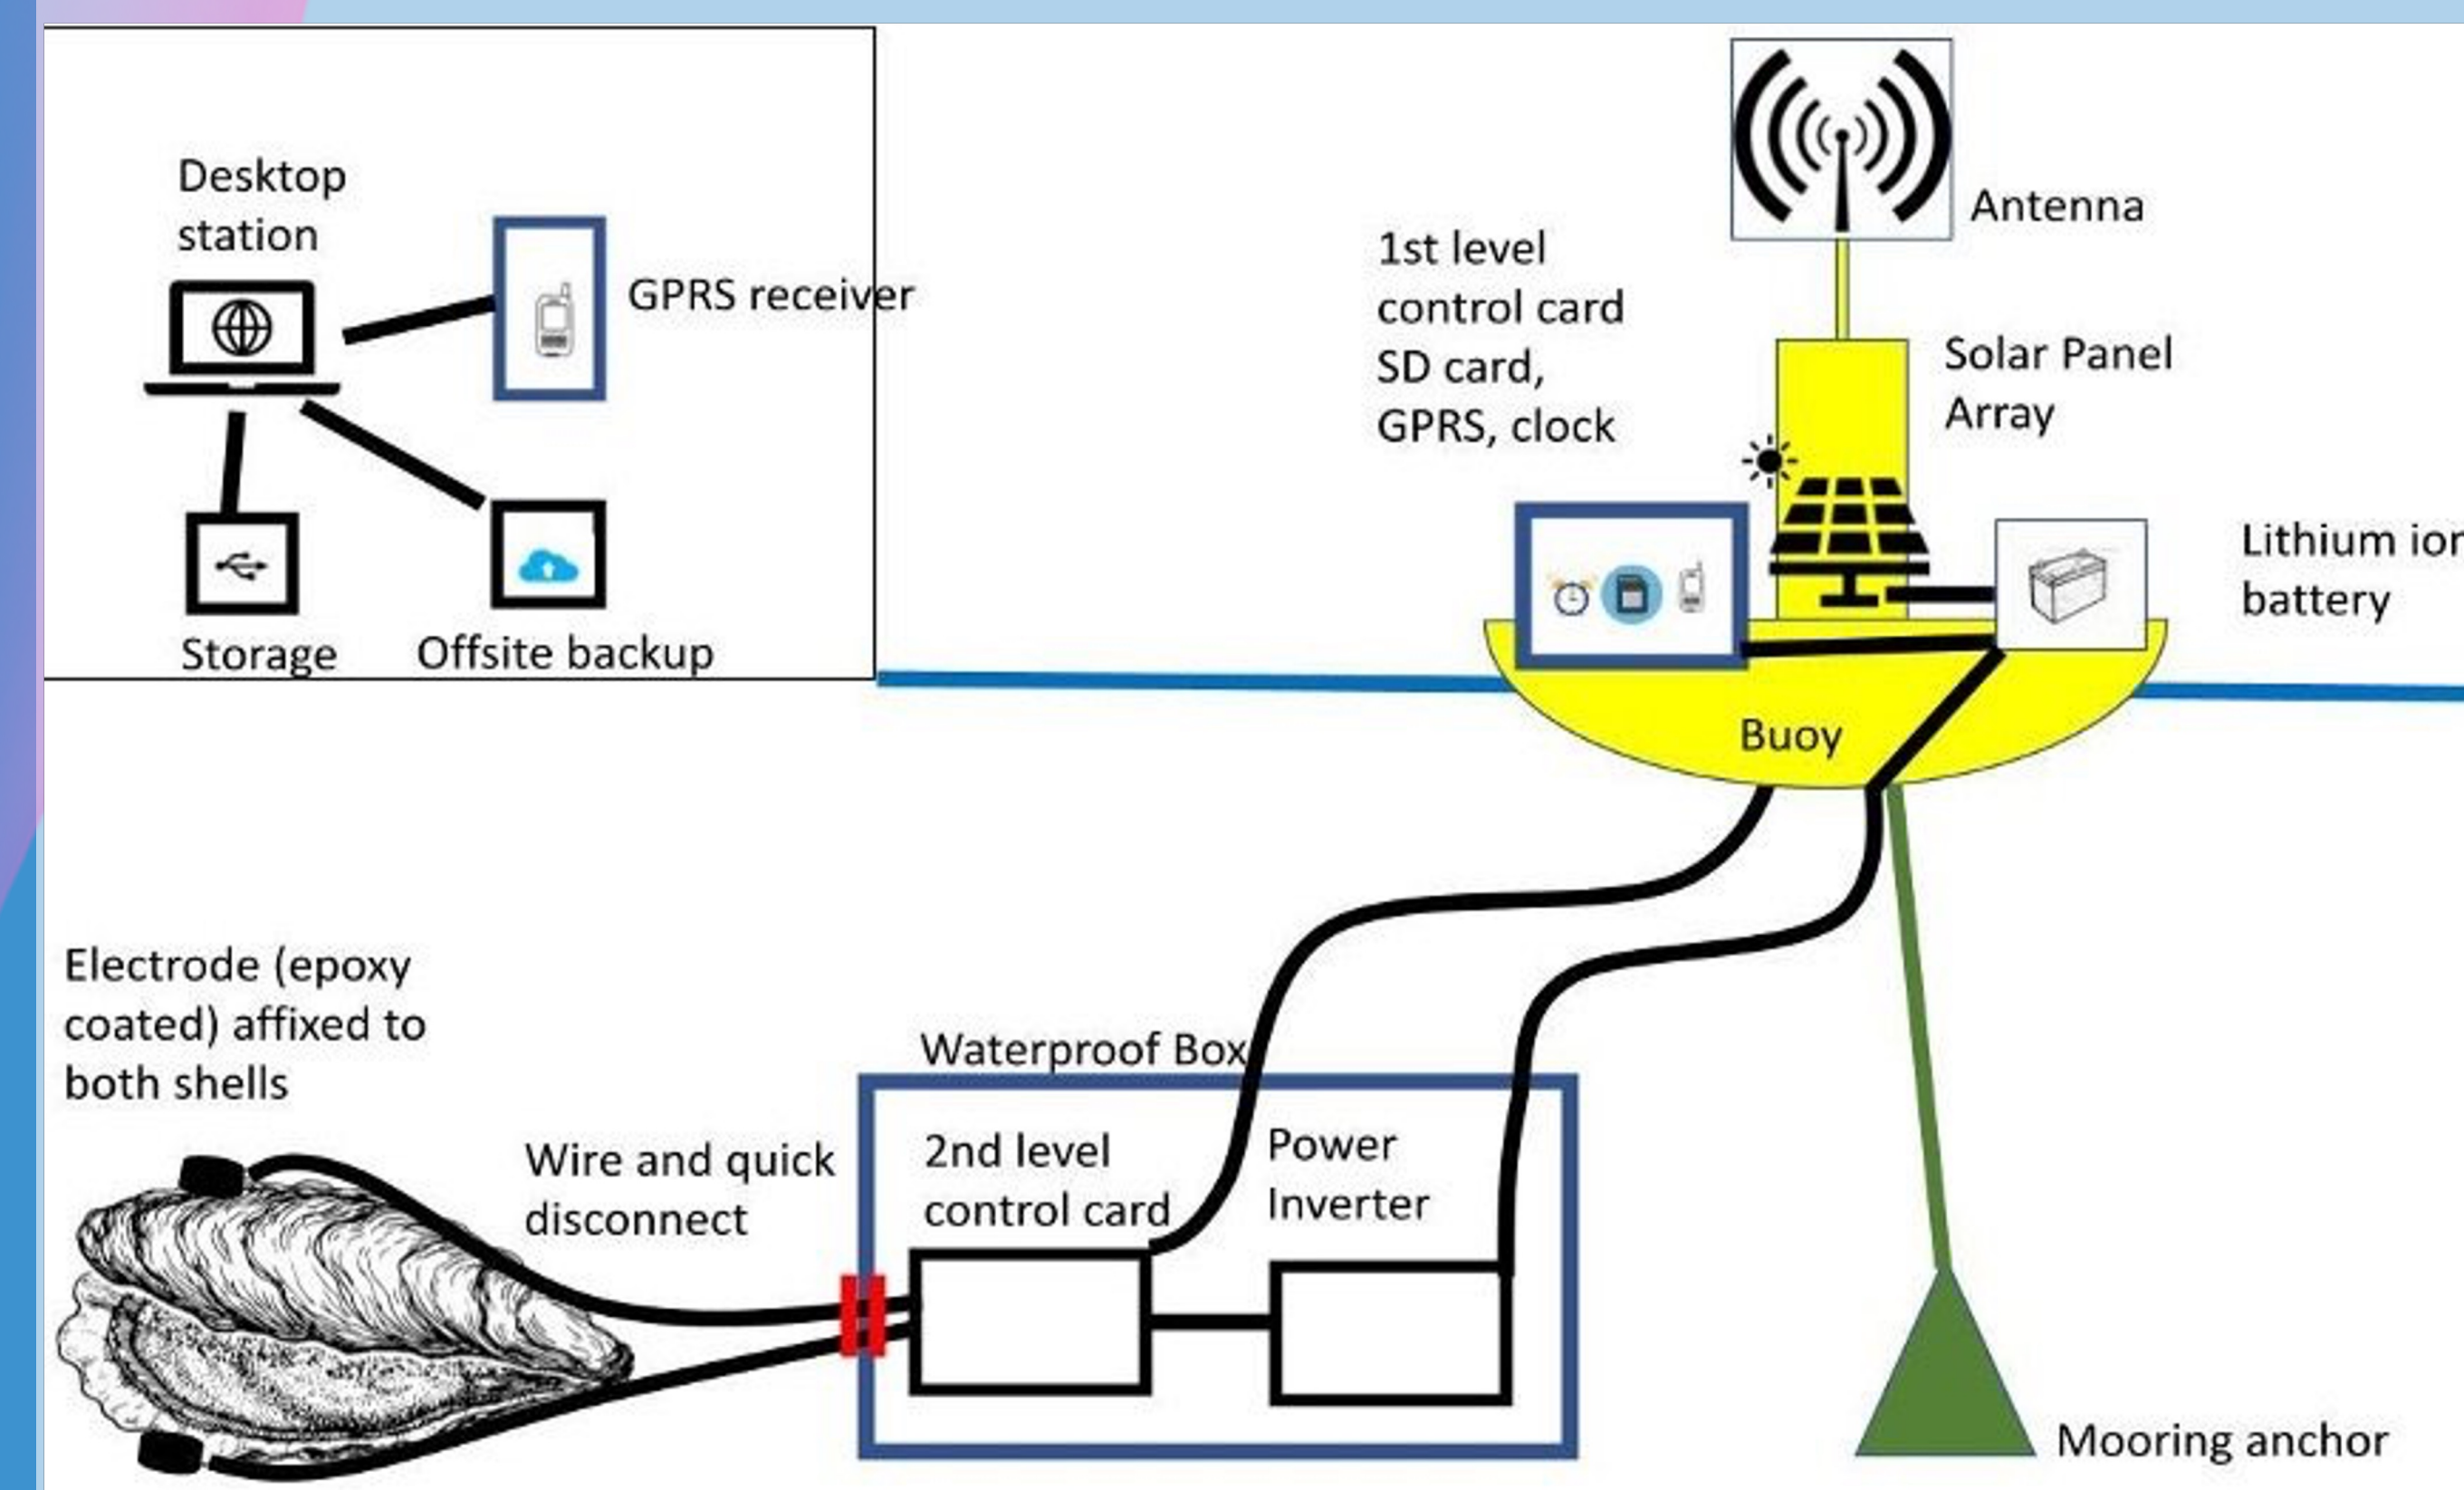 Desktop
station
GPRS receiver
Storage
Offsite backup
Antenna
1st level
control card
SD card,
GPRS, clock
Solar Panel
Array
Lithium ion
battery
Buoy
Electrode (epoxy
coated) affixed to
both shells
Wire and quick
disconnect
Waterproof Box
2nd level
control card
Power
Inverter
Mooring anchor